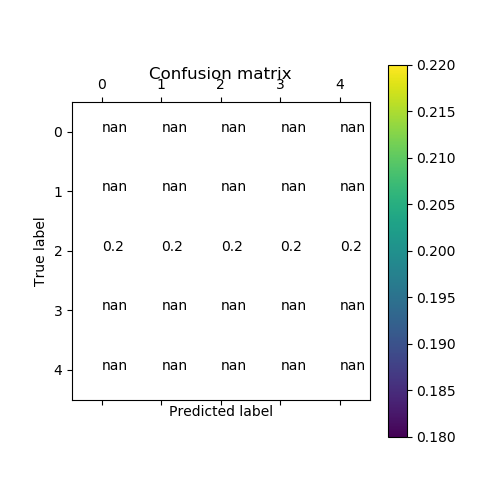 Confusion matrix
0 1 2 3 4
0 nan nan nan nan nan
1 nan nan nan nan nan
2 0.2 0.2 0.2 0.2 0.2
3 nan nan nan nan nan
4 nan nan nan nan nan
True label
Predicted label
0.220
0.215
0.210
0.205
0.200
0.195
0.190
0.185
0.180